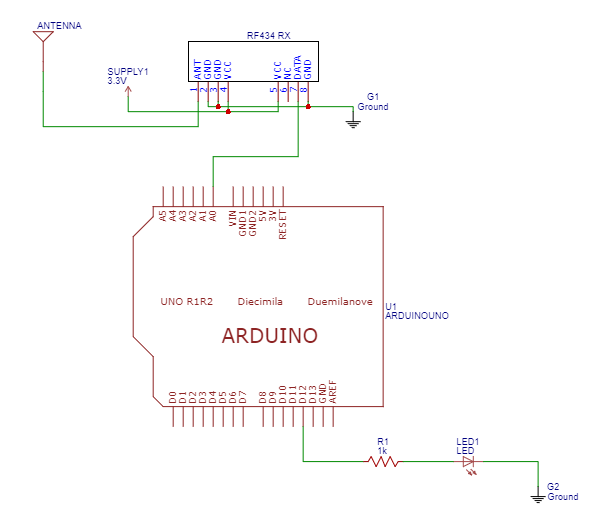 ANTENNA
RF434 RX
SUPPLY1
3.3V
ANT
GND
GND
VCC
VCC
NC
DATA
GND
1
2
3
4
5
6
7
8
G1
Ground
A5
A4
A3
A2
A1
A0
VIN
GND1
GND2
5V
3V
RESET
UNO R1R2 Diecimila Duemilanove
ARDUINO
U1
ARDUINOUNO
D0
D1
D2
D3
D4
D5
D6
D7
D8
D9
D10
D11
D12
D13
GND
AREF
R1
1k
LED1
LED
G2
Ground